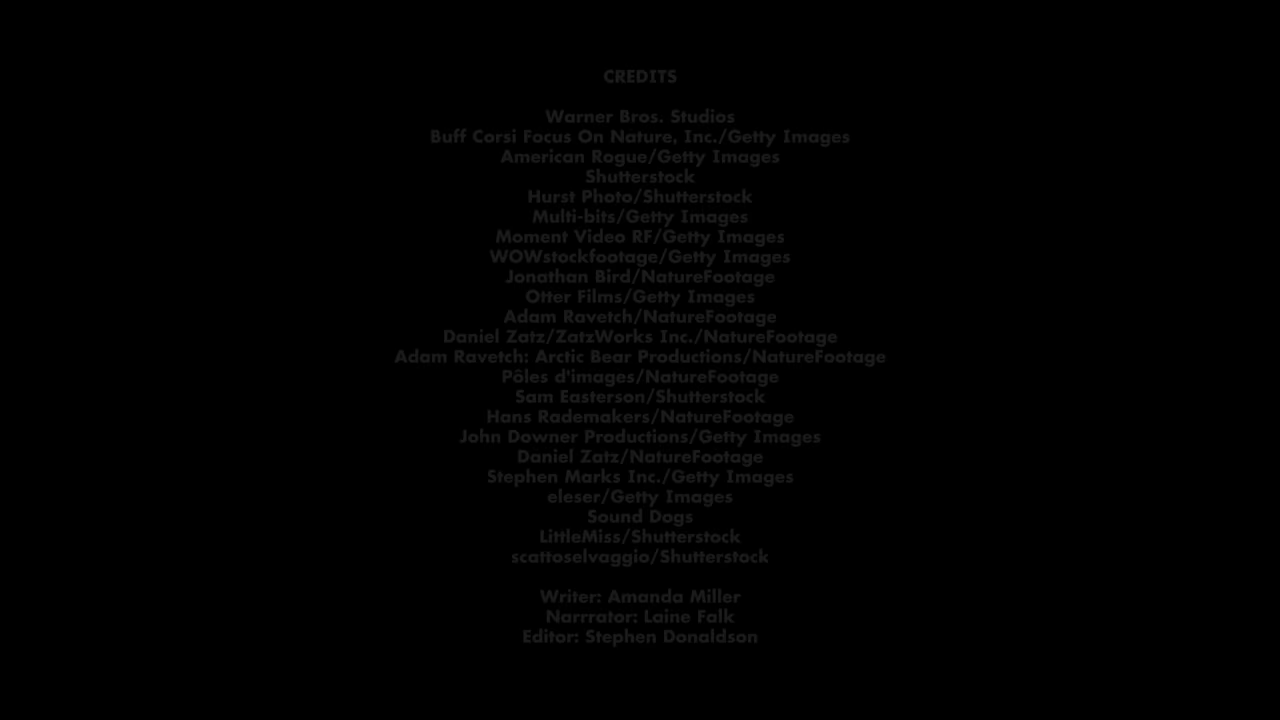 CREDITS
Warner Bros. Studios
Buff Corsi Focus On Nature, Inc./Getty Images
American Rogue/Getty Images
Shutterstock
Hurst Photo/Shutterstock
Multi-bits/Getty Images
Moment Video RF/Getty Images
WOWstockfootage/Getty Images
Jonathan Bird/NatureFootage
Otter Films/Getty Images
Adam Ravetch/NatureFootage
Daniel Zatz/ZatzWorks Inc./NatureFootage
Adam Ravetch: Arctic Bear Productions/NatureFootage
Pôles d'images/NatureFootage
Sam Easterson/Shutterstock
Hans Rademakers/NatureFootage
John Downer Productions/Getty Images
Daniel Zatz/NatureFootage
Stephen Marks Inc./Getty Images
eleser/Getty Images
Sound Dogs
LittleMiss/Shutterstock
scattoselvaggio/Shutterstock
Writer: Amanda Miller
Narrrator: Laine Falk
Editor: Stephen Donaldson